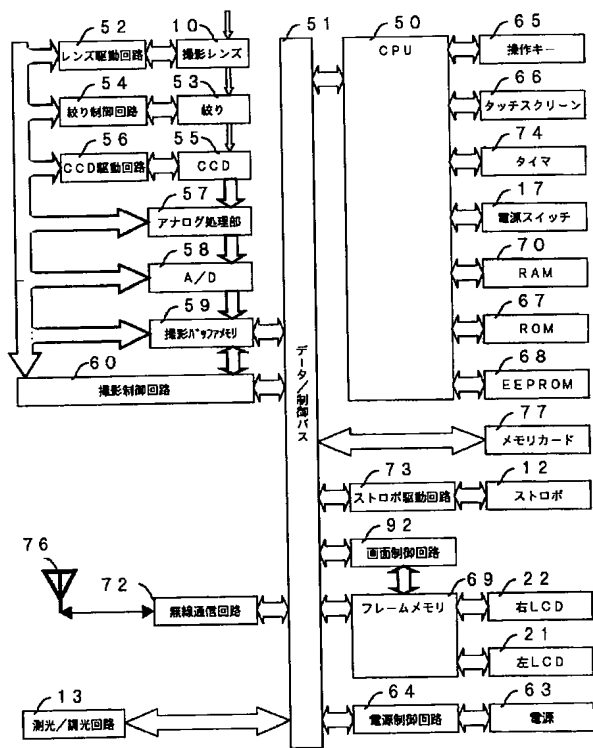 52
レンズ駆動回路
10
撮影レンズ
54
絞り制御回路
53
絞り
56
CCD駆動回路
55
CCD
57
アナログ処理部
58
A/D
59
撮影バッファメモリ
60
撮影制御回路
76
72
無線通信回路
13
測光/調光回路
51
データ/制御バス
50
CPU
65
操作キー
66
タッチスクリーン
74
タイマ
17
電源スイッチ
70
RAM
67
ROM
68
EEPROM
77
メモリカード
73
ストロボ駆動回路
12
ストロボ
92
画面制御回路
69
フレームメモリ
22
右LCD
21
左LCD
64
電源制御回路
63
電源